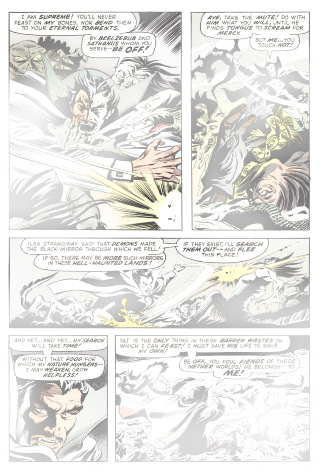 I AM SUPREME! YOU'LL NEVER
FEAST ON MY BONES, NOR BEND THEM
TO YOUR ETERNAL TORMENTS.
BY BEELZEBUB AND
SATHANUS WHOM YOU
SERVE--BE OFF!
AYE, TAKE THE MUTE! DO WITH
HIM WHAT YOU WILL, UNTIL HE
FINDS TONGUE TO SCREAM FOR
MERCY.
BUT ME...YOU
TOUCH NOT!
ILSA STRANGWAY SAID THAT DEMONS MADE
THE BLACK MIRROR THROUGH WHICH WE FELL!
IF SO, THERE MAY BE MORE SUCH MIRRORS
IN THESE HELL-HAUNTED LANDS!
IF THEY EXIST, I'LL SEARCH
THEM OUT--AND FLEE
THIS PLACE!
AND YET...AND YET...MY SEARCH
WILL TAKE TIME!
WITHOUT THAT FOOD FOR
WHICH MY NATURE HUNGERS--
I MAY WEAKEN, GROW
HELPLESS!
IS THE ONLY THING IN THESE BARREN WASTES ON
WHICH I CAN FEAST! I MUST SAVE HIS LIFE TO SAVE
MY OWN!
BE OFF, YOU FOUL FIENDS OF THESE
NETHER WORLDS! HE BELONGS--TO
ME!